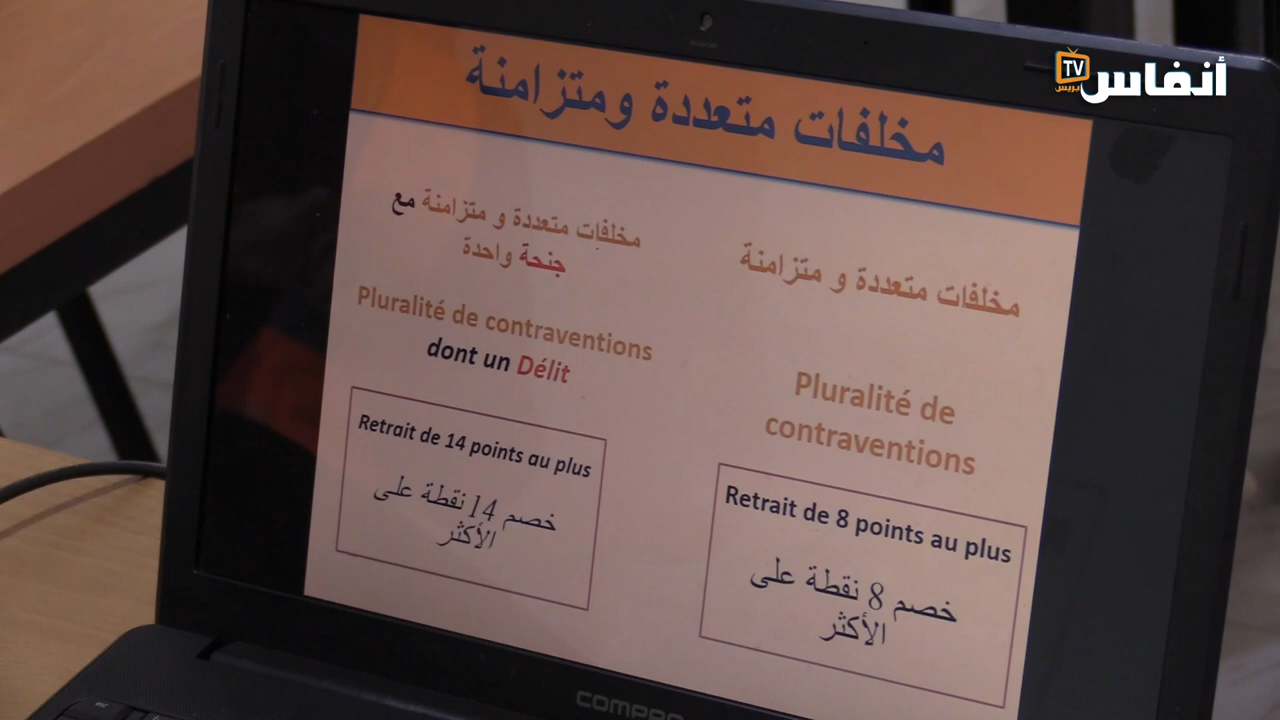 أنفاس
TV
بريس
مخلفات متعددة ومتزامنة
مخلفات متعددة و متزامنة
Pluralité de
contraventions
Retrait de 8 points au plus
خصم 8 نقطة على
الأكثر
مخلفات متعددة و متزامنة مع
جنحة واحدة
Pluralité de contraventions
dont un Délit
Retrait de 14 points au plus
خصم 14 نقطة على
الأكثر
COMPAQ